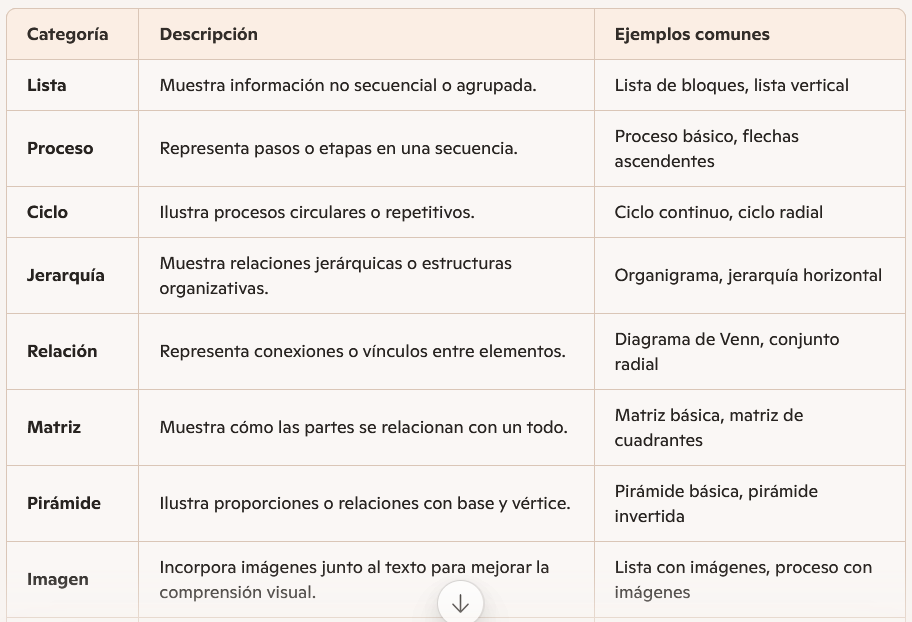 Categoría Descripción Ejemplos comunes
Lista Muestra información no secuencial o agrupada. Lista de bloques, lista vertical
Proceso Representa pasos o etapas en una secuencia. Proceso básico, flechas
ascendentes
Ciclo Ilustra procesos circulares o repetitivos. Ciclo continuo, ciclo radial
Jerarquía Muestra relaciones jerárquicas o estructuras
organizativas. Organigrama, jerarquía horizontal
Relación Representa conexiones o vínculos entre elementos. Diagrama de Venn, conjunto
radial
Matriz Muestra cómo las partes se relacionan con un todo. Matriz básica, matriz de
cuadrantes
Pirámide Ilustra proporciones o relaciones con base y vértice. Pirámide básica, pirámide
invertida
Imagen Incorpora imágenes junto al texto para mejorar la
comprensión visual. Lista con imágenes, proceso con
imágenes